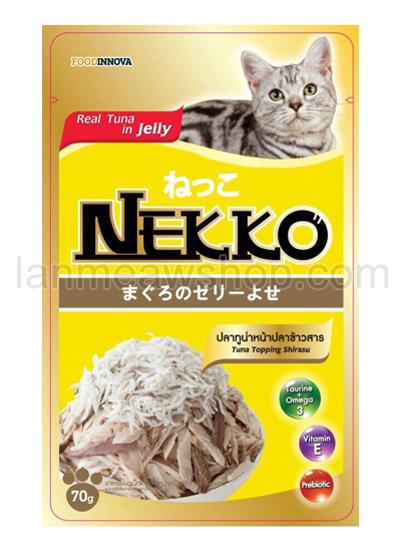 FOODINNOVA
Real Tuna
in Jelly
ねっこ
NEKKO
lanmeawshop.com
まぐろのゼリーよせ
ปลาทูน่าหน้าปลาข้าวสาร
Tuna Topping Shirasu
Taurine
+
Omega
3
Vitamin
E
Prebiotic
70g